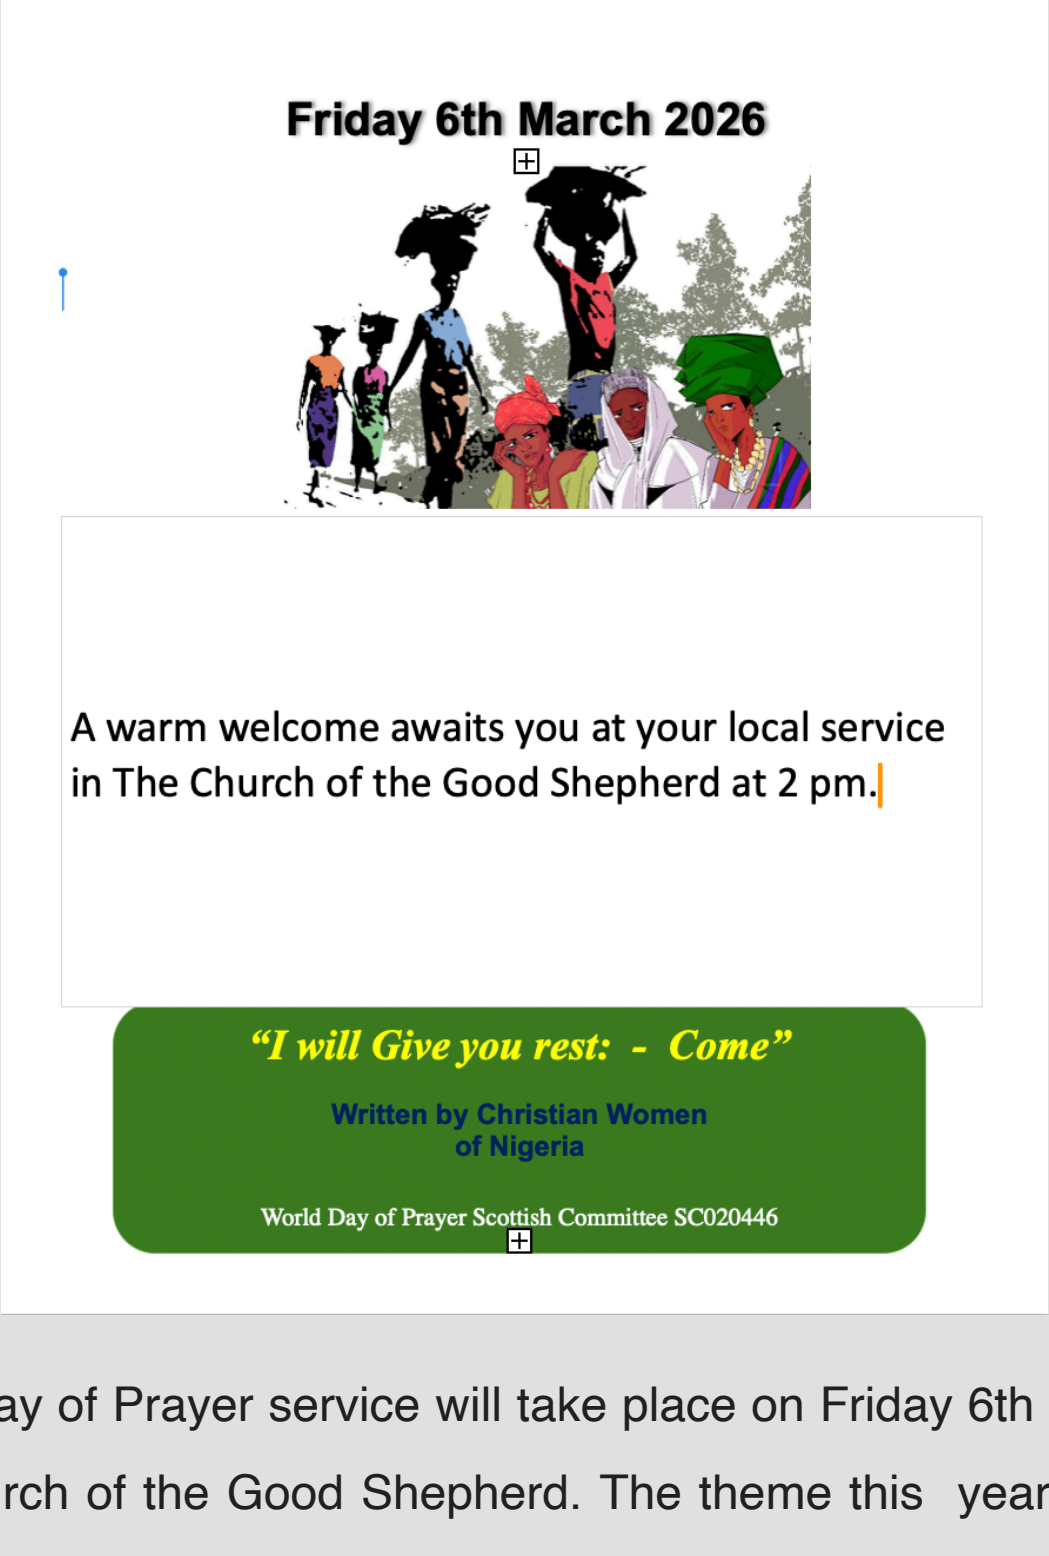 Friday 6th March 2026
A warm welcome awaits you at your local service
in The Church of the Good Shepherd at 2 pm.
“I will Give you rest:  -  Come”
Written by Christian Women
of Nigeria
World Day of Prayer Scottish Committee SC020446
ay of Prayer service will take place on Friday 6th
rch of the Good Shepherd. The theme this  year